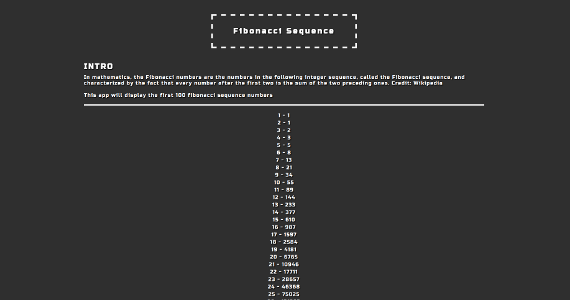 Fibonacci Sequence
INTRO
In mathematics, the Fibonacci numbers are the numbers in the following integer sequence, called the Fibonacci sequence, and
characterized by the fact that every number after the first two is the sum of the two preceding ones. Credit: Wikipedia
This app will display the first 100 fibonacci sequence numbers
1 - 1
2 - 1
3 - 2
4 - 3
5 - 5
6 - 8
7 - 13
8 - 21
9 - 34
10 - 55
11 - 89
12 - 144
13 - 233
14 - 377
15 - 610
16 - 987
17 - 1597
18 - 2584
19 - 4181
20 - 6765
21 - 10946
22 - 17711
23 - 28657
24 - 46368
25 - 75025